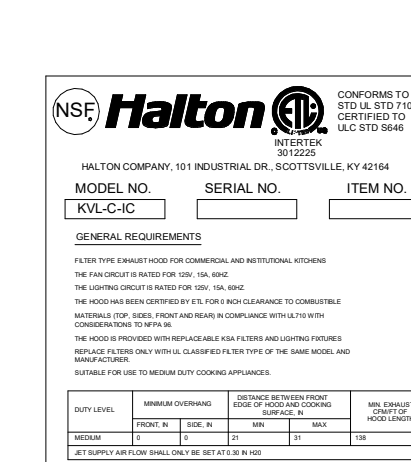 NSF
Halton
ETL
INTERTEK
3012225
CONFORMS TO
STD UL STD 710
CERTIFIED TO
ULC STD S646
HALTON COMPANY, 101 INDUSTRIAL DR., SCOTTSVILLE, KY 42164
MODEL NO. SERIAL NO. ITEM NO.
KVL-C-IC
GENERAL REQUIREMENTS
FILTER TYPE EXHAUST HOOD FOR COMMERCIAL AND INSTITUTIONAL KITCHENS
THE FAN CIRCUIT IS RATED FOR 125V, 15A, 60HZ.
THE LIGHTING CIRCUIT IS RATED FOR 125V, 15A, 60HZ.
THE HOOD HAS BEEN CERTIFIED BY ETL FOR 0 INCH CLEARANCE TO COMBUSTIBLE
MATERIALS (TOP, SIDES, FRONT AND REAR) IN COMPLIANCE WITH UL710 WITH
CONSIDERATIONS TO NFPA 96.
THE HOOD IS PROVIDED WITH REPLACEABLE KSA FILTERS AND LIGHTING FIXTURES
REPLACE FILTERS ONLY WITH UL CLASSIFIED FILTER TYPE OF THE SAME MODEL AND
MANUFACTURER.
SUITABLE FOR USE TO MEDIUM DUTY COOKING APPLIANCES.
DUTY LEVEL
MINIMUM OVERHANG
FRONT, IN SIDE, IN
DISTANCE BETWEEN FRONT
EDGE OF HOOD AND COOKING
SURFACE, IN
MIN MAX
MIN. EXHAUST
CFM/FT OF
HOOD LENGTH
MEDIUM 0 0 21 31 138
JET SUPPLY AIR FLOW SHALL ONLY BE SET AT 0.30 IN H20